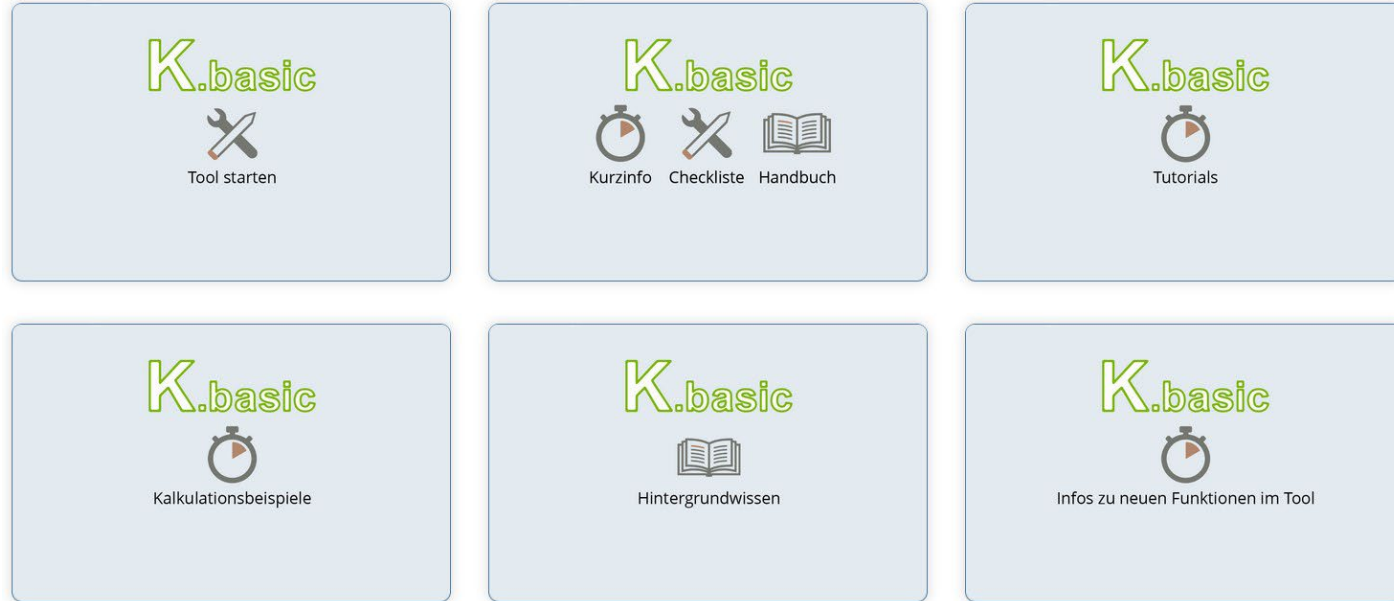 K.basic
Tool starten
K.basic
Kurzinfo Checkliste Handbuch
K.basic
Tutorials
K.basic
Kalkulationsbeispiele
K.basic
Hintergrundwissen
K.basic
Infos zu neuen Funktionen im Tool